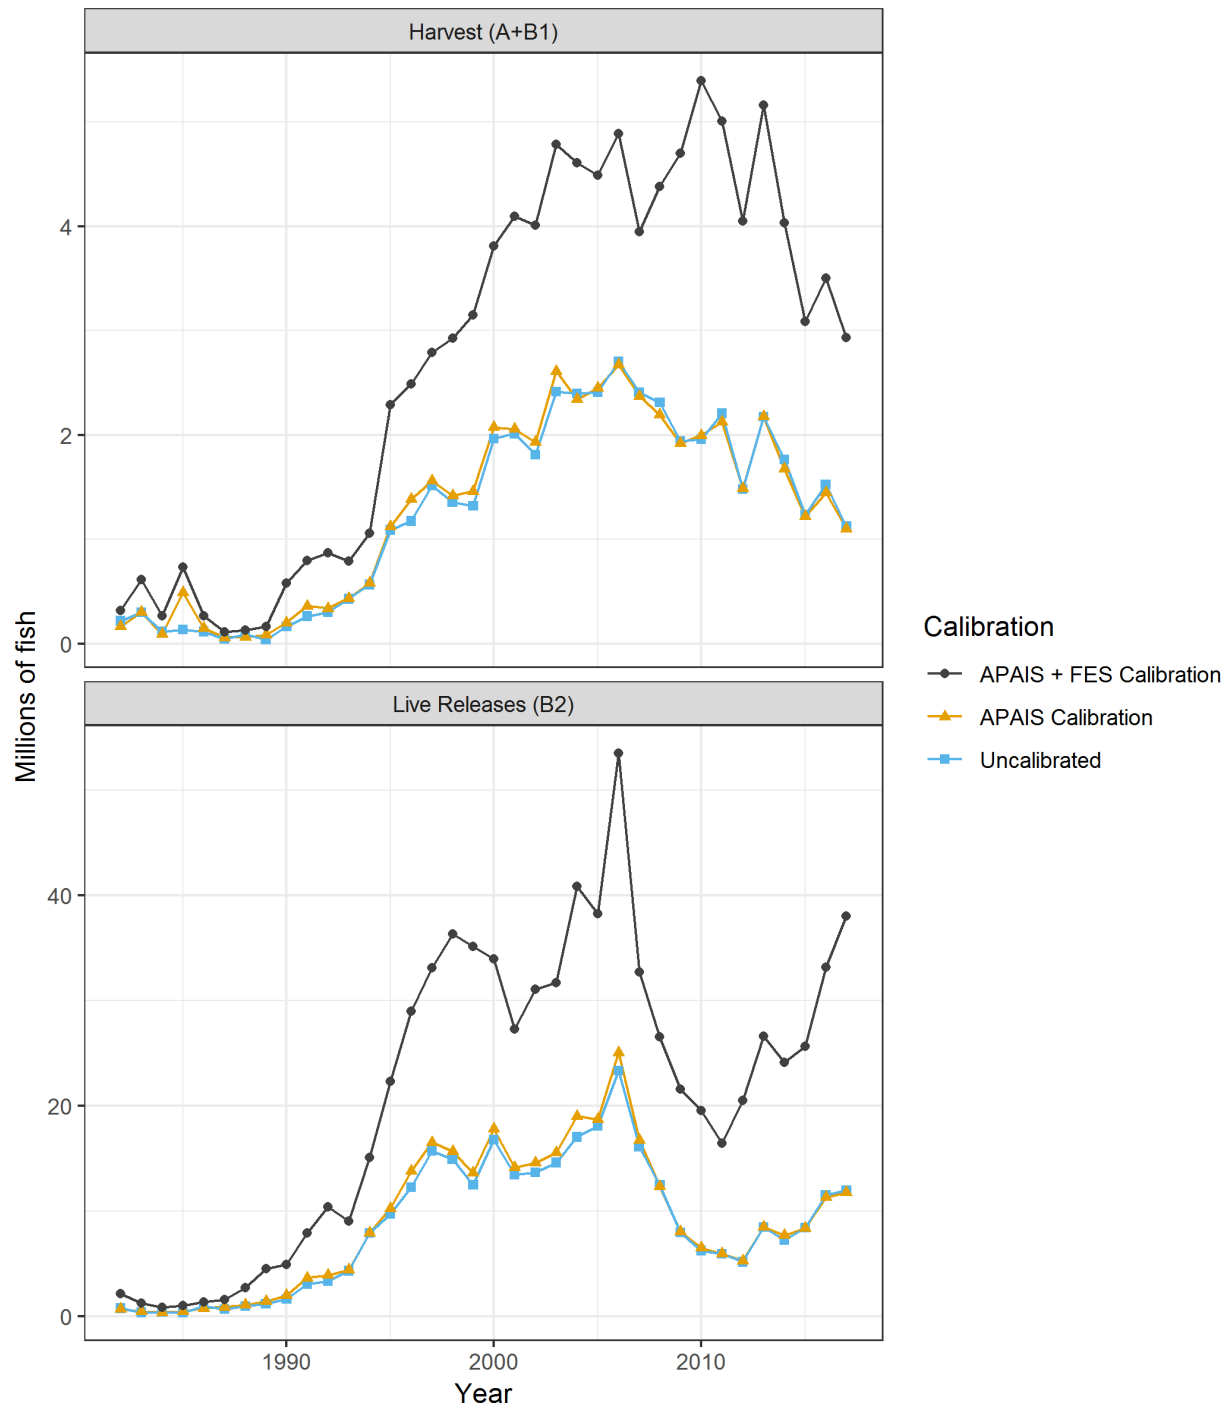 Harvest (A+B1)
4
2
0
Live Releases (B2)
40
20
0
1990 2000 2010
Year
Millions of fish
Calibration
APAIS + FES Calibration
APAIS Calibration
Uncalibrated